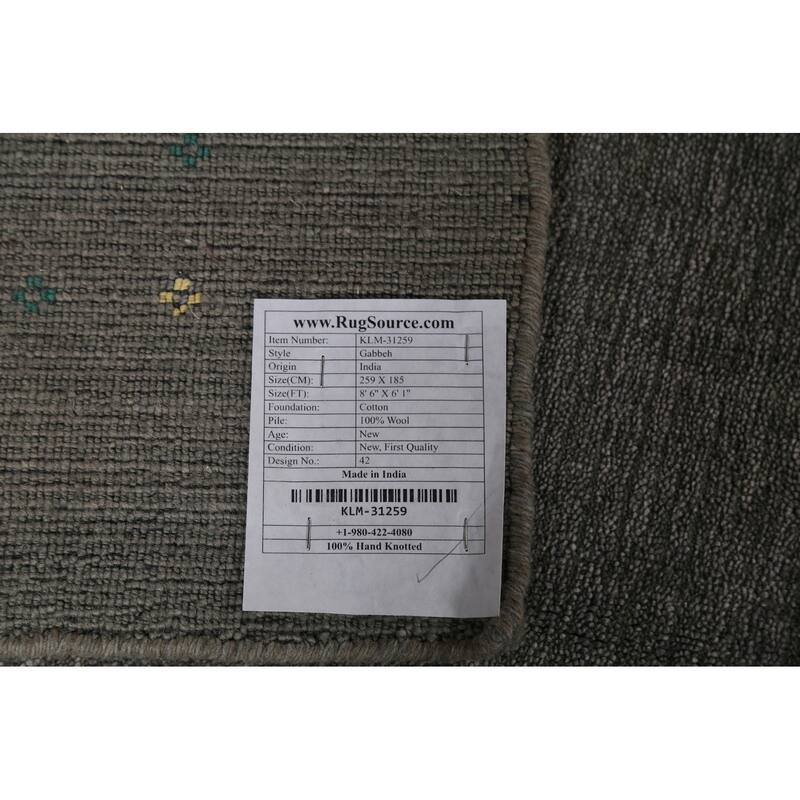 www.RugSource.com
Item Number: KLM-31259
Style Gabbeh
Origin India
Size(CM): 259 X 185
Size(FT): 8' 6" X 6' 1"
Foundation: Cotton
Pile: 100% Wool
Age: New
Condition: New, First Quality
Design No.: 42
Made in India
KLM-31259
+1-980-422-4080
100% Hand Knotted